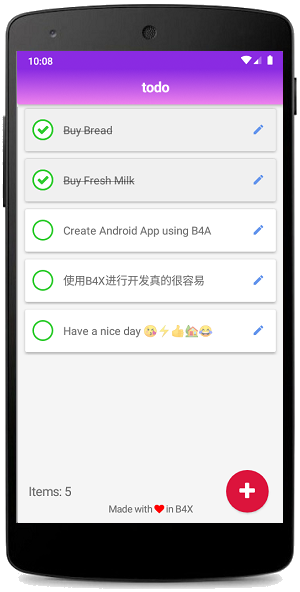 10:08
todo
Buy Bread
Buy Fresh Milk
Create Android App using B4A
使用B4X进行开发真的很容易
Have a nice day 😘⚡👍🏡😂
Items: 5
Made with ❤ in B4X